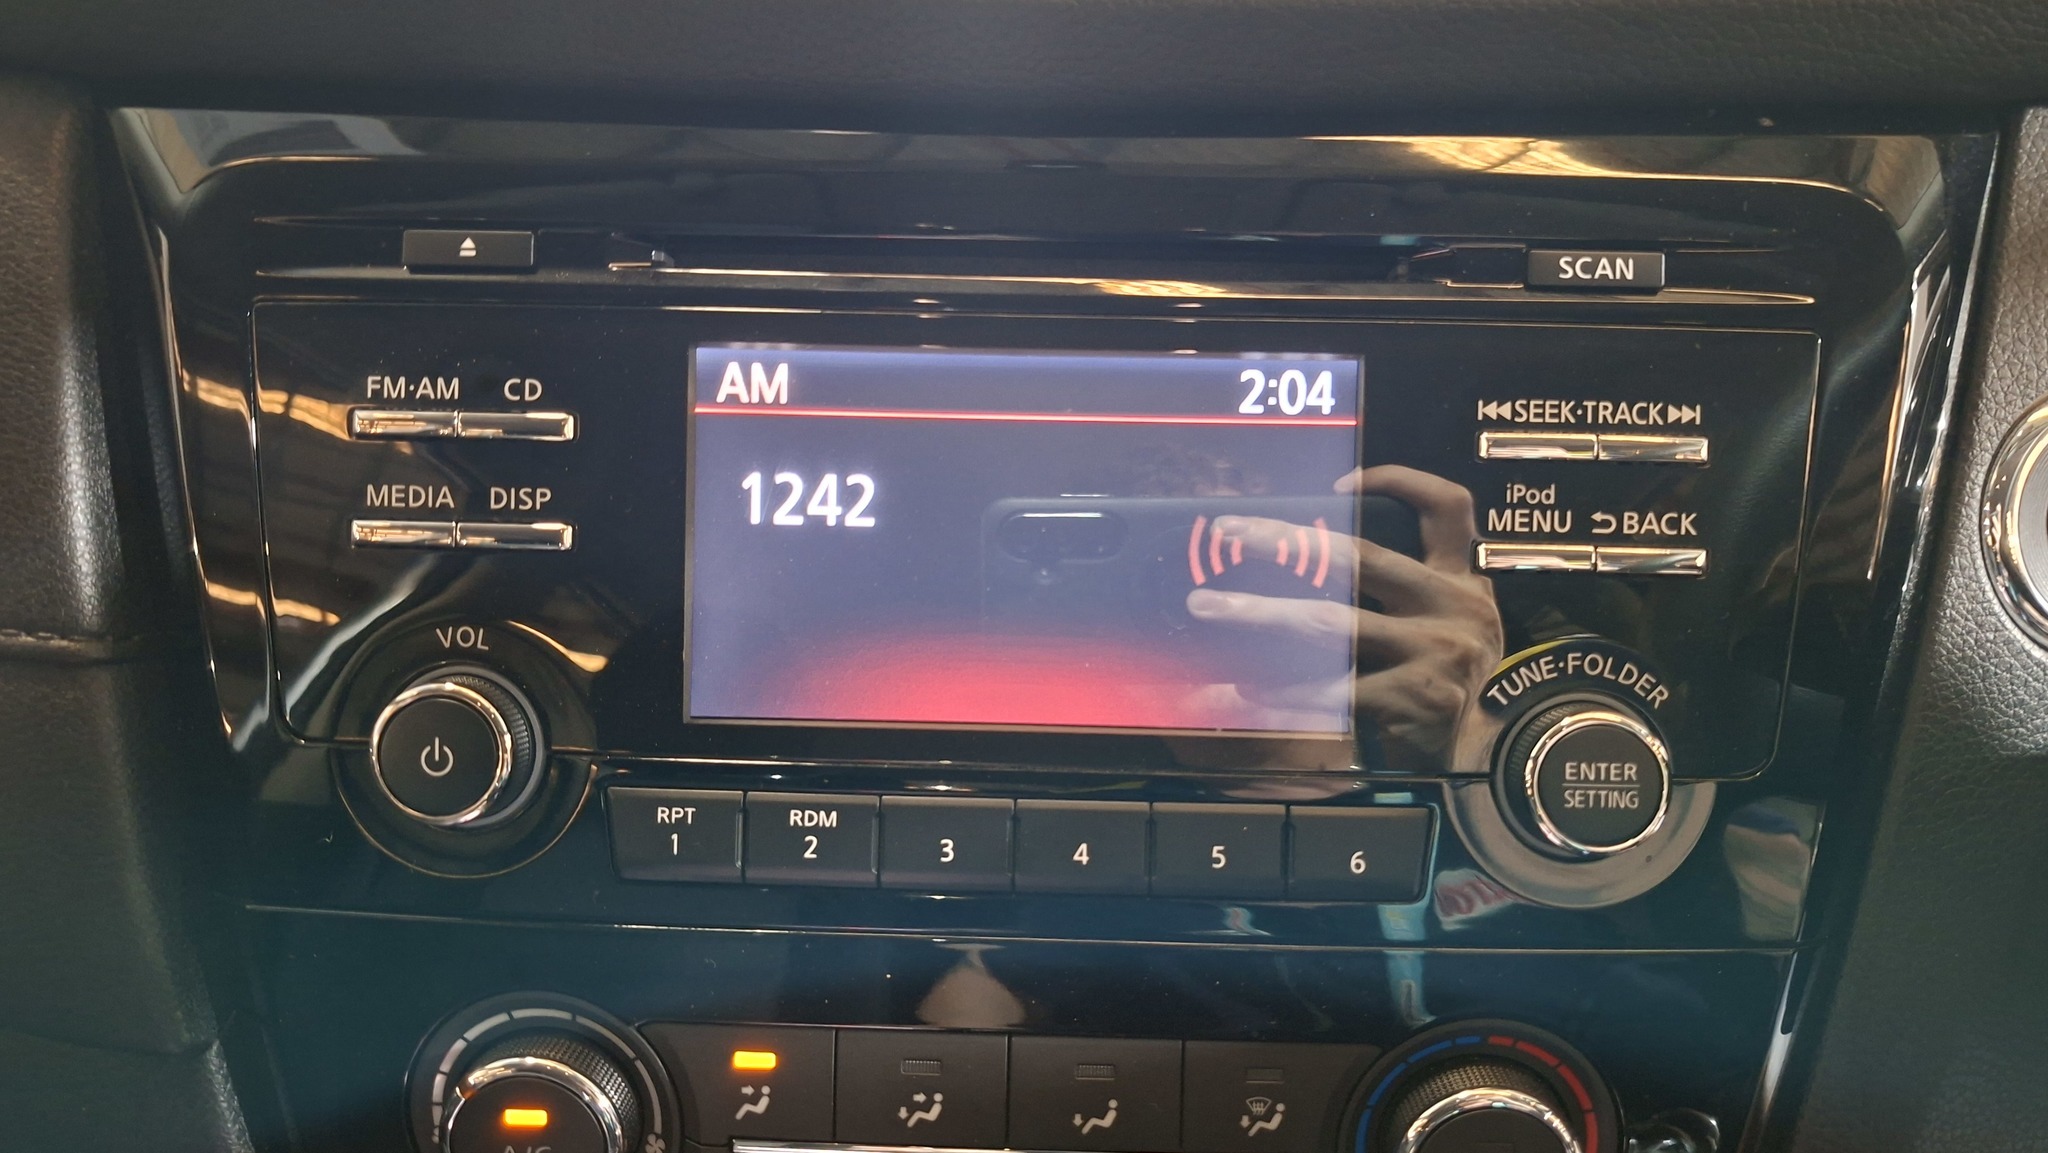 SCAN
FM·AM CD
AM 2:04
SEEK·TRACK
MEDIA DISP
1242
iPod
MENU BACK
VOL
TUNE·FOLDER
ENTER
SETTING
RPT RDM
1 2 3 4 5 6
A/C